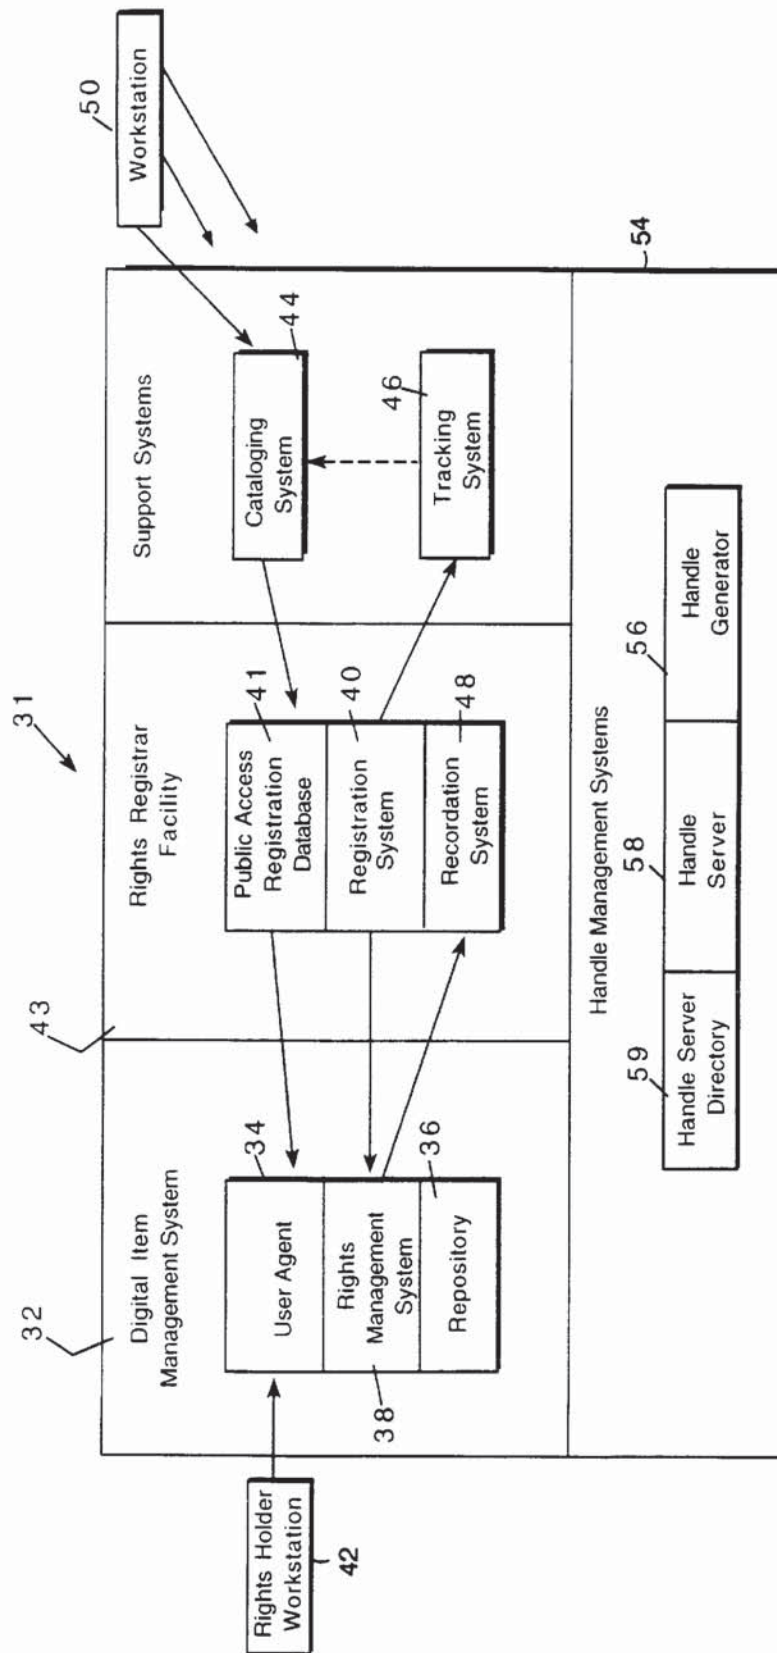 31
32
Digital Item
Management System
43
Rights Registrar
Facility
Support Systems
50
Workstation
Rights Holder
Workstation
42
34
User Agent
Rights
Management
System
38
Repository
36
Public Access
Registration
Database
41
Registration
System
40
Recordation
System
48
Cataloging
System
44
Tracking
System
46
54
Handle Management Systems
59
Handle Server
Directory
58
Handle
Server
56
Handle
Generator